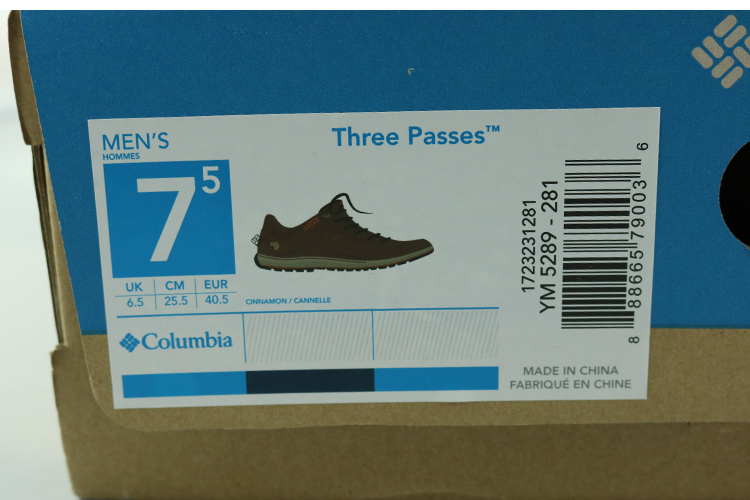 MEN'S
HOMMES
7⁵
UK CM EUR
6.5 25.5 40.5
Three Passes™
CINNAMON / CANNELLE
Columbia
1723231281
YM 5289 - 281
8 88665 79003 6
MADE IN CHINA
FABRIQUÉ EN CHINE